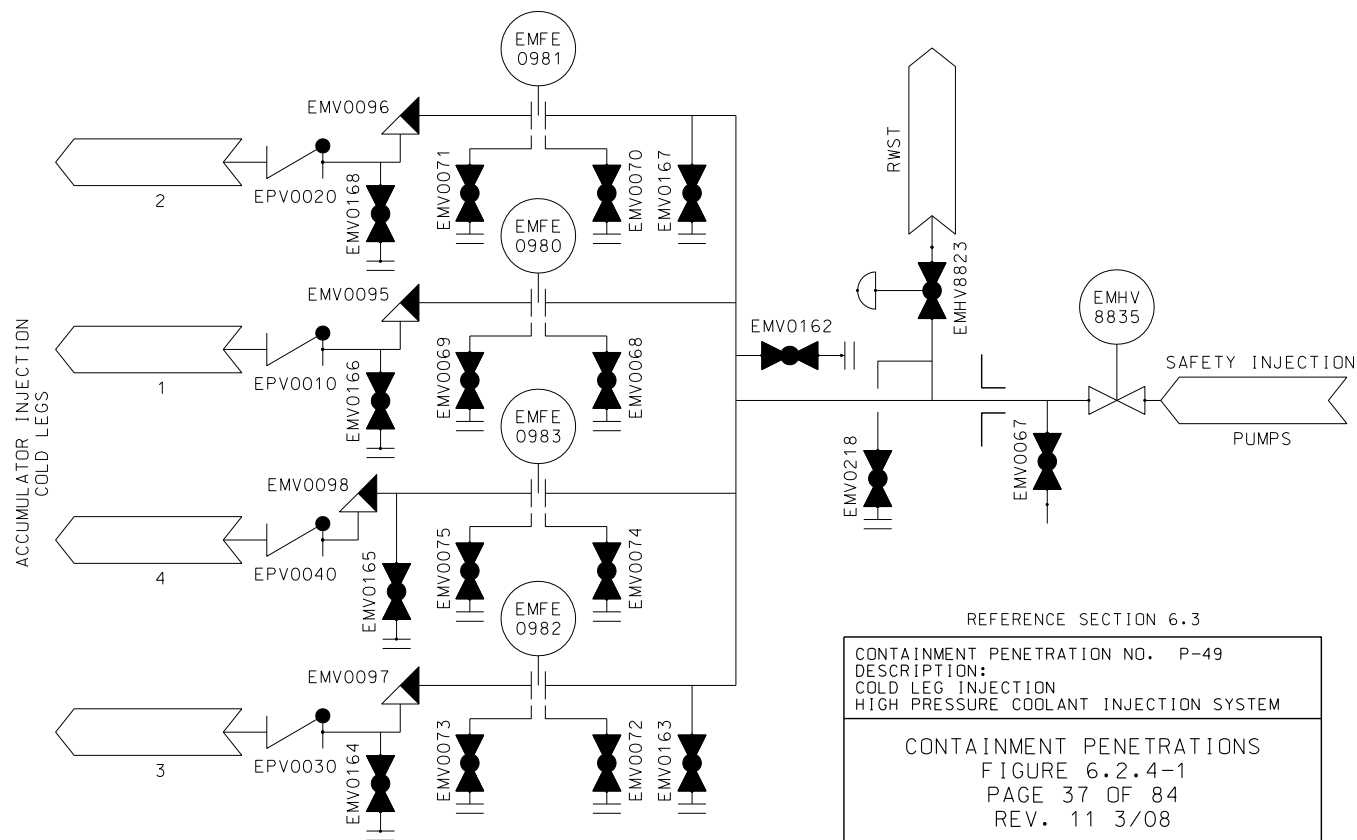 EMFE
0981
EMV0096
2
EPV0020
EMV0168
EMV0071
EMV0070
EMV0167
RWST
EMFE
0980
EMV0095
1
EPV0010
EMV0166
EMV0069
EMV0068
EMV0162
EMHV8823
EMHV
8835
SAFETY INJECTION
PUMPS
ACCUMULATOR INJECTION
COLD LEGS
EMFE
0983
EMV0098
4
EPV0040
EMV0165
EMV0075
EMV0074
EMV0218
EMV0067
EMFE
0982
EMV0097
3
EPV0030
EMV0164
EMV0073
EMV0072
EMV0163
REFERENCE SECTION 6.3
CONTAINMENT PENETRATION NO. P-49
DESCRIPTION:
COLD LEG INJECTION
HIGH PRESSURE COOLANT INJECTION SYSTEM
CONTAINMENT PENETRATIONS
FIGURE 6.2.4-1
PAGE 37 OF 84
REV. 11 3/08